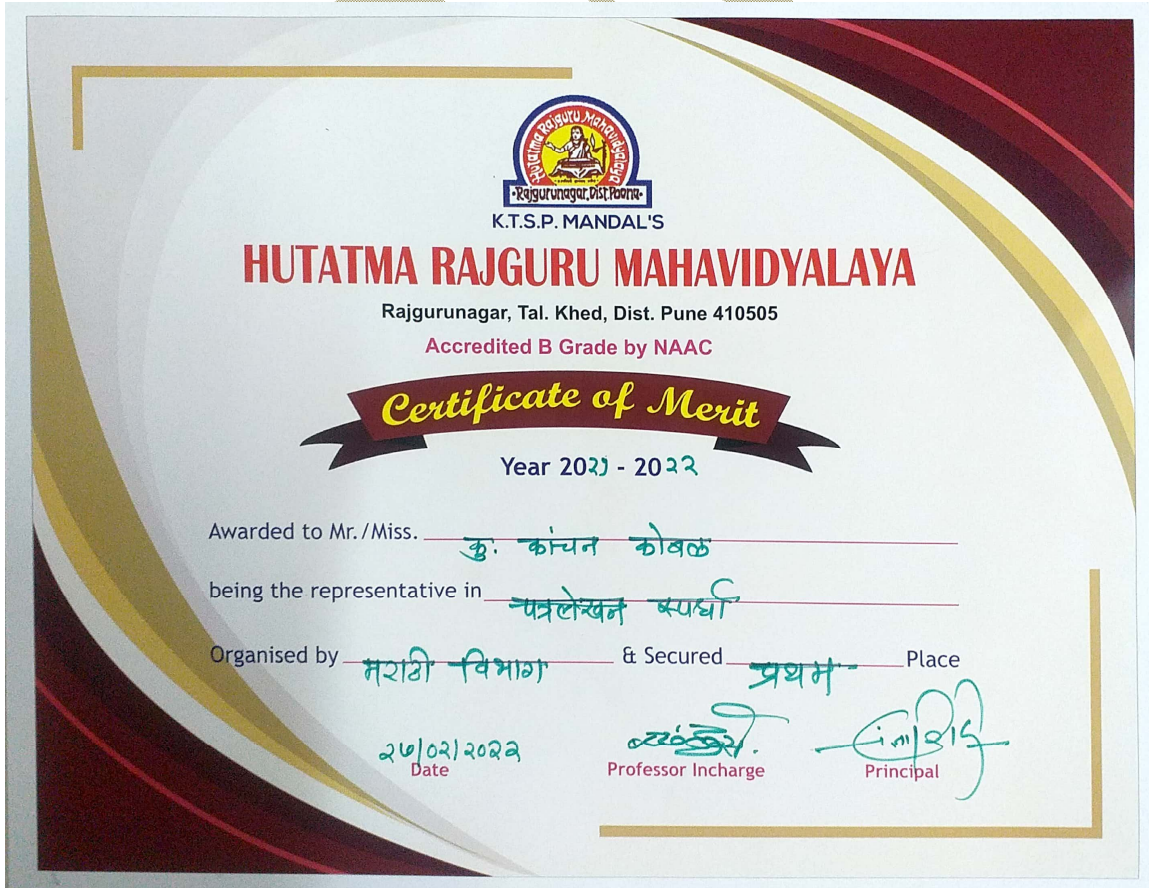 Hutatma Rajguru Mahavidyalaya
•Rajgurunagar,Dist.Poona•
K.T.S.P. MANDAL'S
HUTATMA RAJGURU MAHAVIDYALAYA
Rajgurunagar, Tal. Khed, Dist. Pune 410505
Accredited B Grade by NAAC
Certificate of Merit
Year 20२१ - 20२२
Awarded to Mr./Miss. कु. कांचन कोबळ
being the representative in पत्रलेखन स्पर्धा
Organised by मराठी विभाग & Secured प्रथम Place
२७/०२/२०२२
Date Professor Incharge Principal